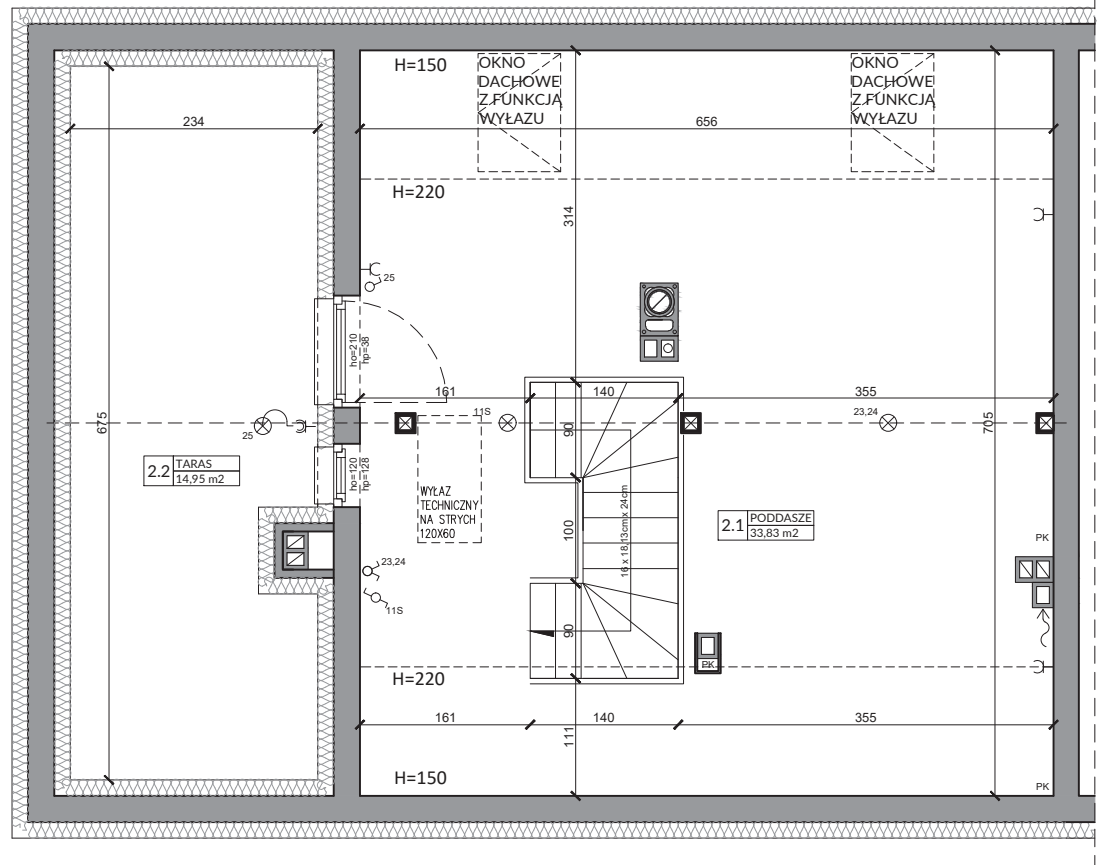 H=150
OKNO
DACHOWE
Z FUNKCJĄ
WYŁAZU
OKNO
DACHOWE
Z FUNKCJĄ
WYŁAZU
234
656
H=220
314
25
ho=210
hp=38
161
140
355
11S
23,24
90
675
705
25
2.2
TARAS
14,95 m2
ho=120
hp=128
WYŁAZ
TECHNICZNY
NA STRYCH
120X60
100
16 x 18,13cm x 24cm
2.1
PODDASZE
33,83 m2
PK
23,24
11S
90
PK
H=220
161
140
355
111
H=150
PK